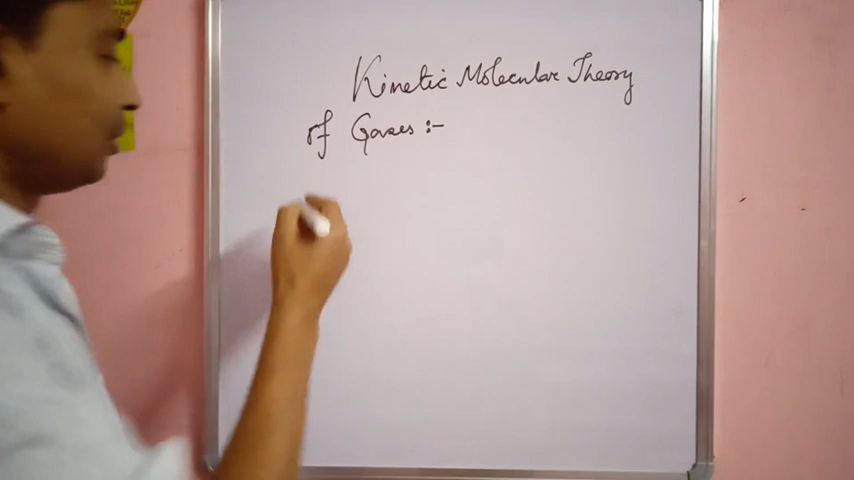 Kinetic Molecular Theory
of Gases :-